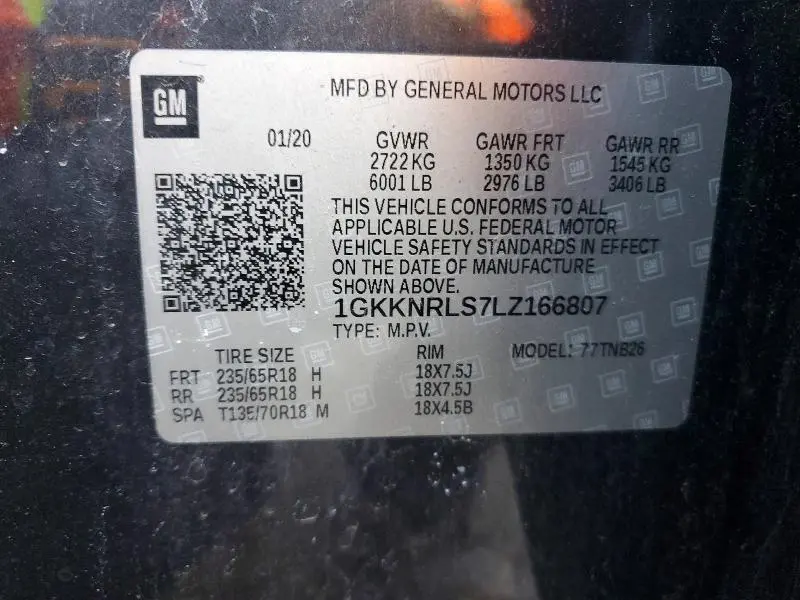 GM
MFD BY GENERAL MOTORS LLC
01/20 GVWR GAWR FRT GAWR RR
2722 KG 1350 KG 1545 KG
6001 LB 2976 LB 3406 LB
THIS VEHICLE CONFORMS TO ALL
APPLICABLE U.S. FEDERAL MOTOR
VEHICLE SAFETY STANDARDS IN EFFECT
ON THE DATE OF MANUFACTURE
SHOWN ABOVE.
1GKKNRLS7LZ166807
TYPE: M.P.V.
TIRE SIZE RIM MODEL: 77TNB26
FRT 235/65R18 H 18X7.5J
RR 235/65R18 H 18X7.5J
SPA T135/70R18 M 18X4.5B